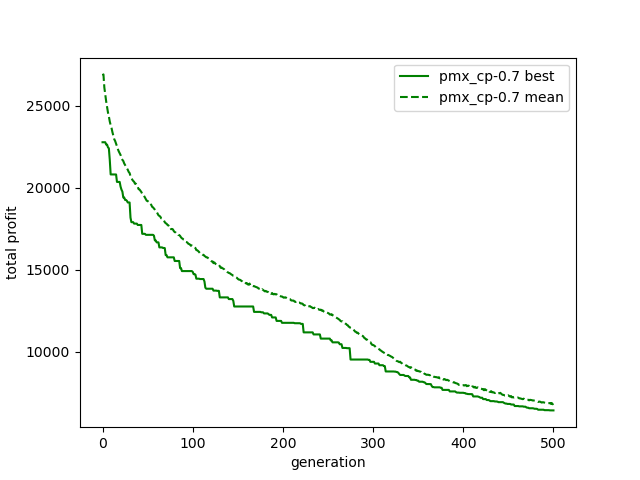 pmx_cp-0.7 best
pmx_cp-0.7 mean
25000
20000
15000
10000
total profit
0 100 200 300 400 500
generation